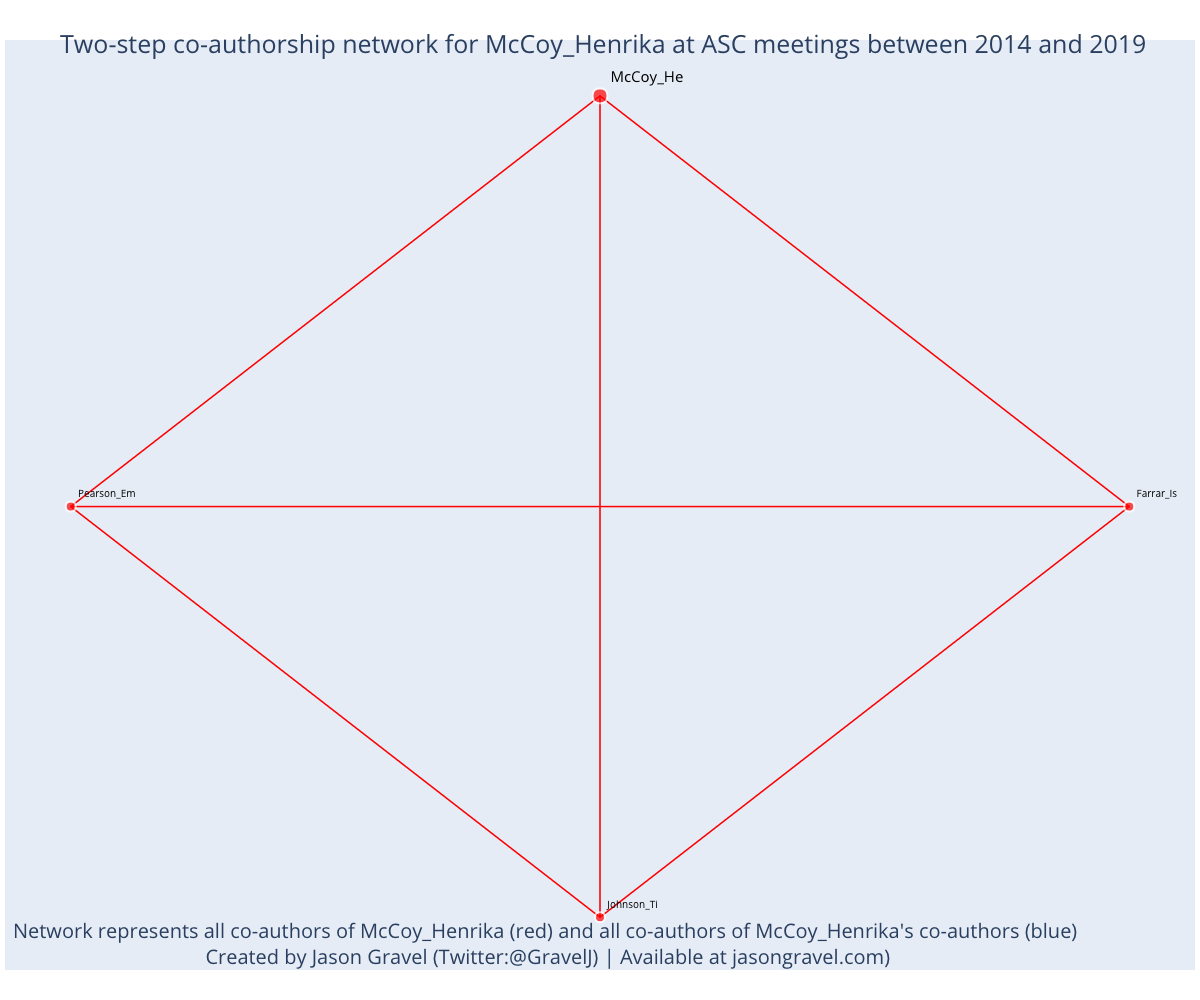 Two-step co-authorship network for McCoy_Henrika at ASC meetings between 2014 and 2019
McCoy_He
Pearson_Em
Farrar_Is
Johnson_Ti
Network represents all co-authors of McCoy_Henrika (red) and all co-authors of McCoy_Henrika's co-authors (blue)
Created by Jason Gravel (Twitter:@GravelJ) | Available at jasongravel.com)